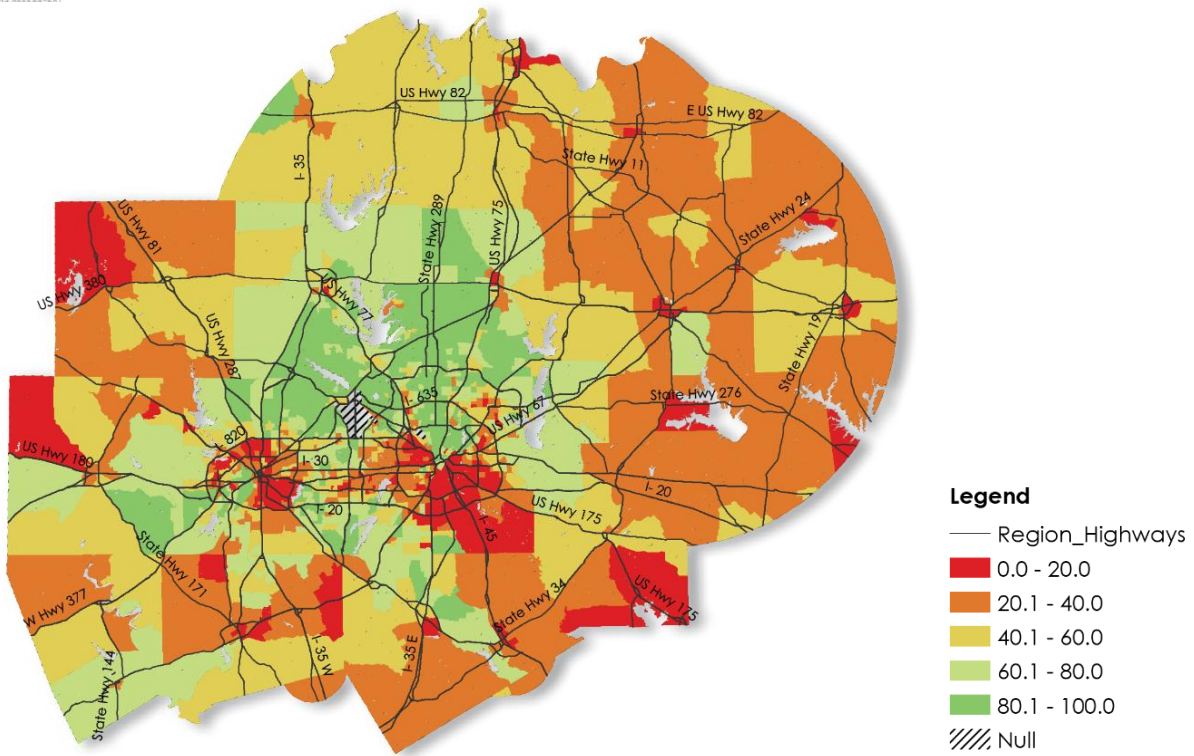 US Hwy 82
E US Hwy 82
State Hwy 11
I- 35
State Hwy 289
US Hwy 75
State Hwy 24
US Hwy 81
US Hwy 380
US Hwy 77
State Hwy 19
US Hwy 287
I- 635
State Hwy 276
US Hwy 67
I- 820
US Hwy 180
I- 30
I- 20
I- 20
US Hwy 175
I- 45
State Hwy 171
State Hwy 34
US Hwy 175
W Hwy 377
I- 35 W
I- 35 E
State Hwy 144
Legend
Region_Highways
0.0 - 20.0
20.1 - 40.0
40.1 - 60.0
60.1 - 80.0
80.1 - 100.0
Null